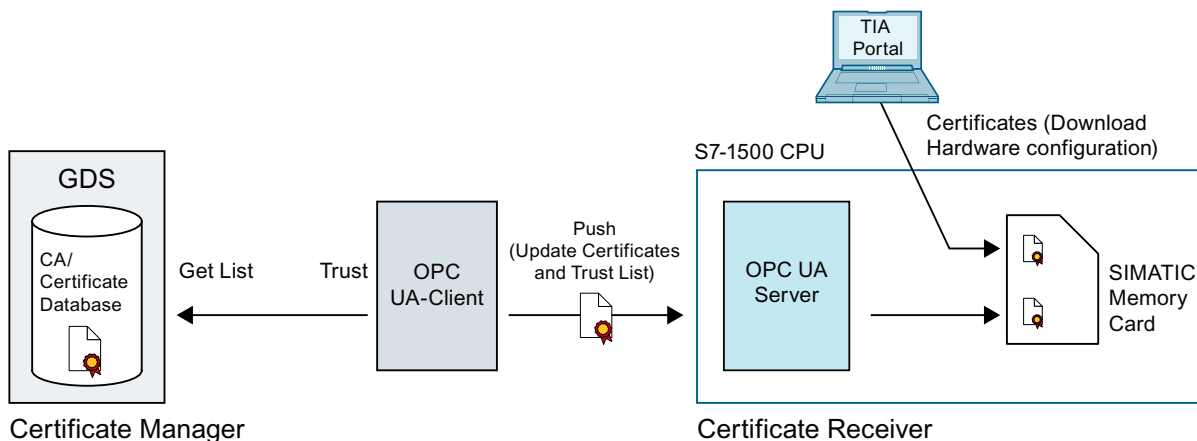 TIA
Portal
Certificates (Download
Hardware configuration)
S7-1500 CPU
GDS
CA/
Certificate
Database
Get List
Trust
OPC
UA-Client
Push
(Update Certificates
and Trust List)
OPC UA
Server
SIMATIC
Memory
Card
Certificate Manager
Certificate Receiver